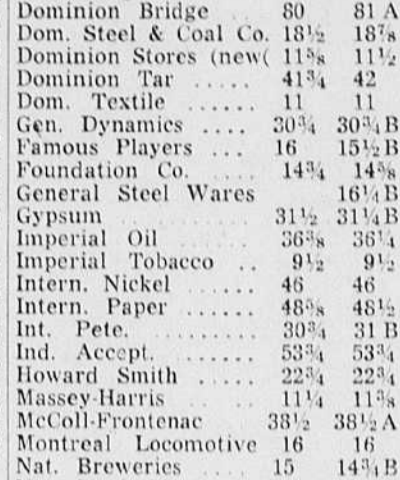 Dominion Bridge 80 81 A
Dom. Steel & Coal Co. 18½ 18⅞
Dominion Stores (new( 11⅝ 11½
Dominion Tar ..... 41¾ 42
Dom. Textile ...... 11 11
Gen. Dynamics .... 30¾ 30¾ B
Famous Players ... 16 15½ B
Foundation Co. .... 14¾ 14⅝
General Steel Wares 16¼ B
Gypsum ........ 31½ 31¼ B
Imperial Oil ...... 36⅜ 36¼
Imperial Tobacco .. 9½ 9½
Intern. Nickel ...... 46 46
Intern. Paper ....... 48⅝ 48½
Int. Pete. ......... 30¾ 31 B
Ind. Accept. ....... 53¾ 53¾
Howard Smith ..... 22¾ 22¾
Massey-Harris ..... 11¼ 11⅜
McColl-Frontenac 38½ 38½ A
Montreal Locomotive 16 16
Nat. Breweries .... 15 14¾ B